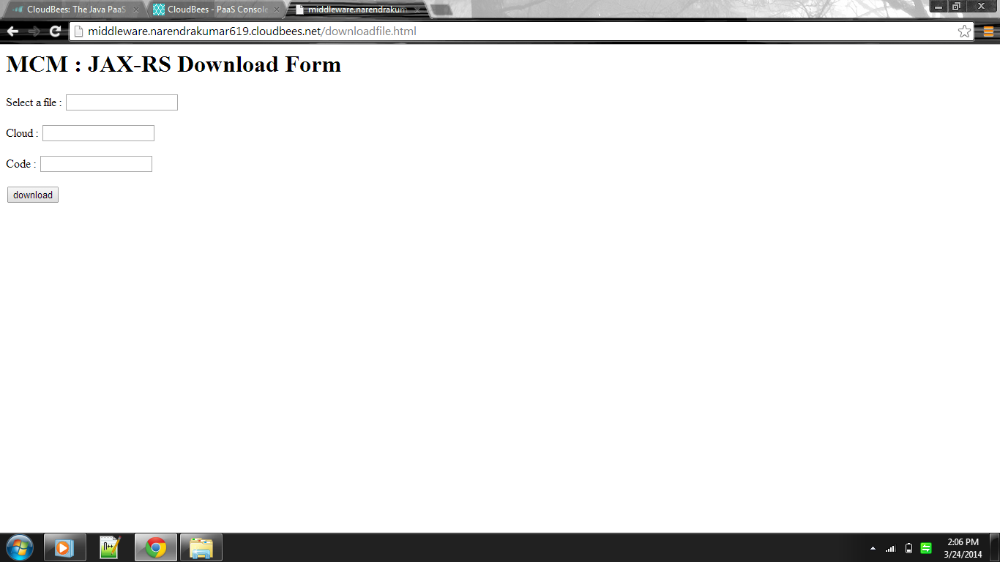 CloudBees: The Java PaaS
CloudBees - PaaS Console
middleware.narendrakum
middleware.narendrakumar619.cloudbees.net/downloadfile.html
MCM : JAX-RS Download Form
Select a file :
Cloud :
Code :
download
2:06 PM
3/24/2014